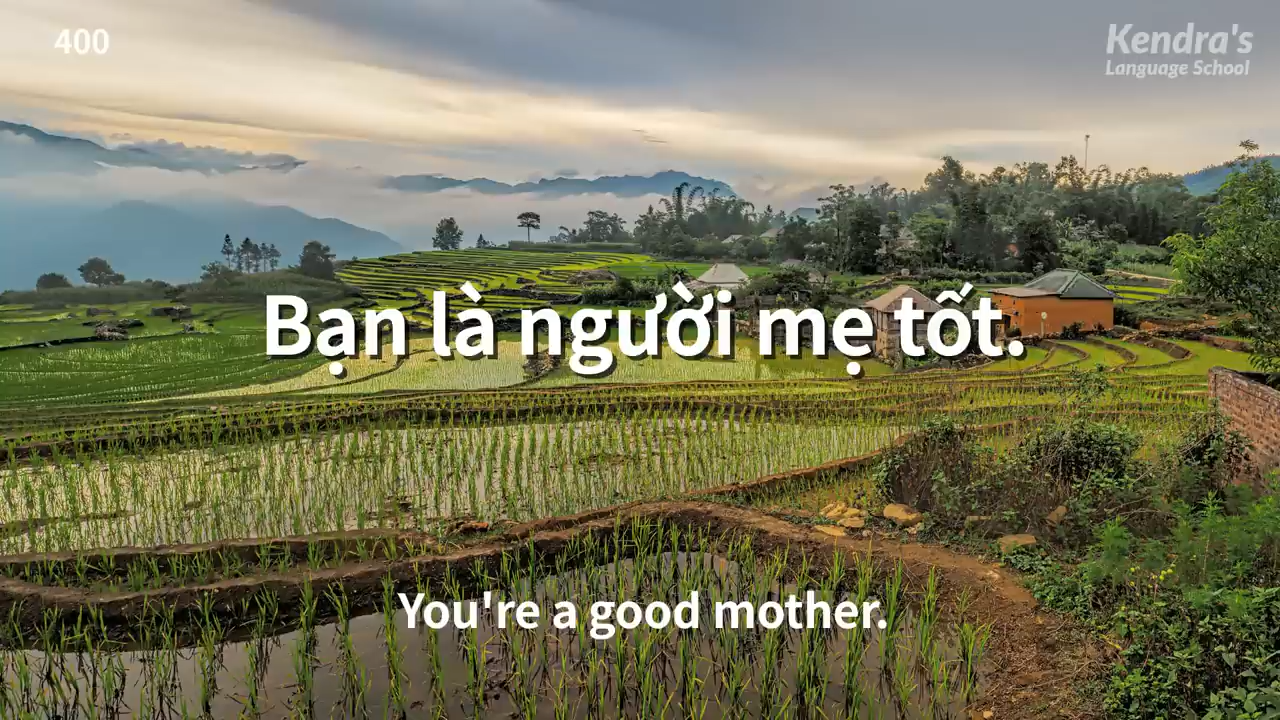 400
Kendra's
Language School
Bạn là người mẹ tốt.
You're a good mother.